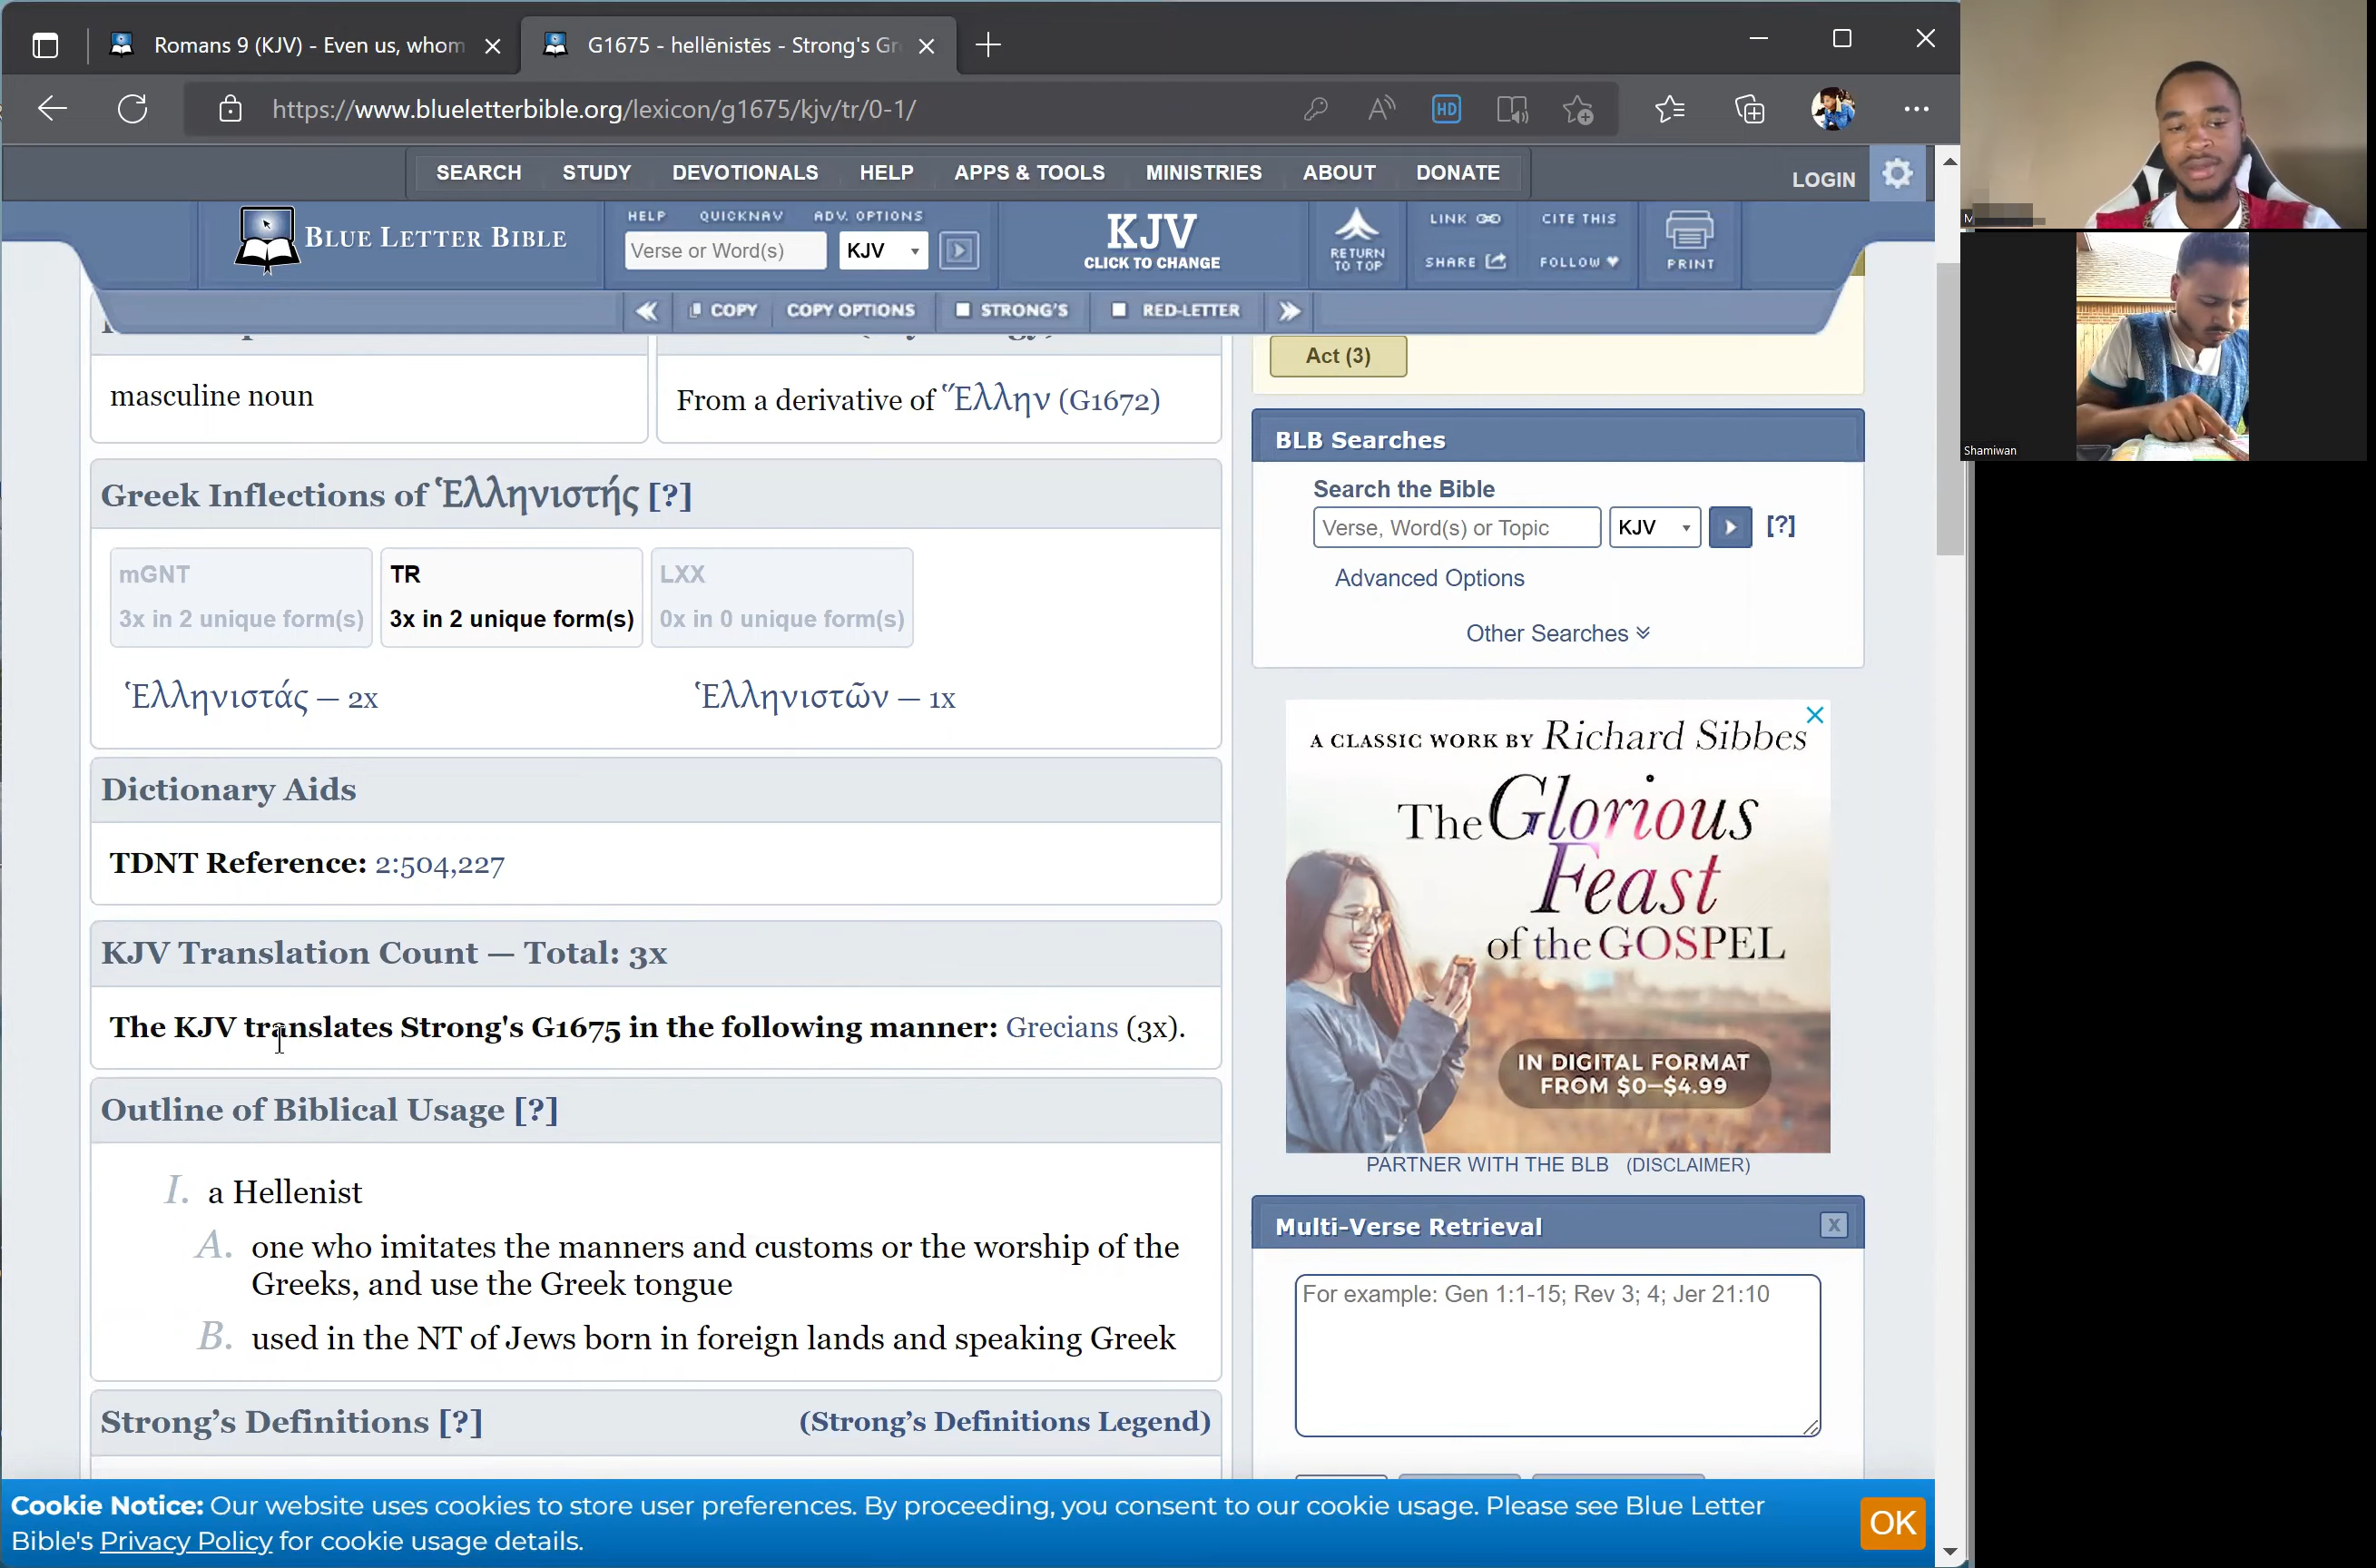 Romans 9 (KJV) - Even us, whom
G1675 - hellēnistēs - Strong's Gr
https://www.blueletterbible.org/lexicon/g1675/kjv/tr/0-1/
HD
SEARCH STUDY DEVOTIONALS HELP APPS & TOOLS MINISTRIES ABOUT DONATE
LOGIN
BLUE LETTER BIBLE
HELP QUICKNAV ADV. OPTIONS
Verse or Word(s) KJV
KJV
CLICK TO CHANGE
RETURN
TO TOP
LINK CITE THIS
SHARE FOLLOW
PRINT
COPY COPY OPTIONS STRONG'S RED-LETTER
masculine noun
From a derivative of Ἕλλην (G1672)
Greek Inflections of Ἑλληνιστής [?]
mGNT
3x in 2 unique form(s)
TR
3x in 2 unique form(s)
LXX
0x in 0 unique form(s)
Ἑλληνιστάς — 2x
Ἑλληνιστῶν — 1x
Dictionary Aids
TDNT Reference: 2:504,227
KJV Translation Count — Total: 3x
The KJV translates Strong's G1675 in the following manner: Grecians (3x).
Outline of Biblical Usage [?]
I. a Hellenist
A. one who imitates the manners and customs or the worship of the
Greeks, and use the Greek tongue
B. used in the NT of Jews born in foreign lands and speaking Greek
Strong's Definitions [?]
(Strong's Definitions Legend)
Act (3)
BLB Searches
Search the Bible
Verse, Word(s) or Topic KJV [?]
Advanced Options
Other Searches
A CLASSIC WORK BY Richard Sibbes
The Glorious
Feast
of the GOSPEL
IN DIGITAL FORMAT
FROM $0–$4.99
PARTNER WITH THE BLB (DISCLAIMER)
Multi-Verse Retrieval
X
For example: Gen 1:1-15; Rev 3; 4; Jer 21:10
Cookie Notice: Our website uses cookies to store user preferences. By proceeding, you consent to our cookie usage. Please see Blue Letter
Bible's Privacy Policy for cookie usage details.
OK
M
Shamiwan